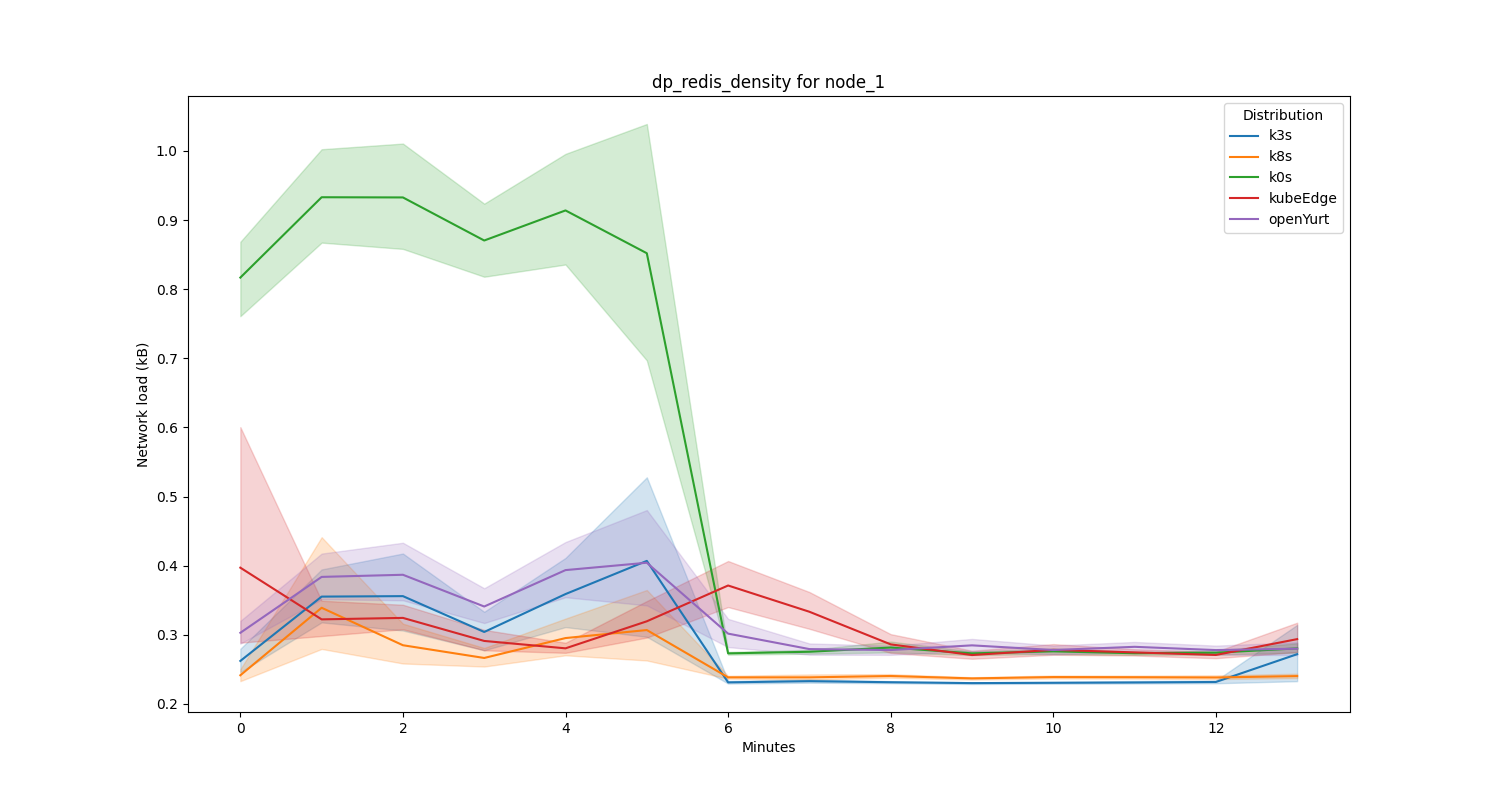 dp_redis_density for node_1
Distribution
k3s
k8s
k0s
kubeEdge
openYurt
Network load (kB)
1.0
0.9
0.8
0.7
0.6
0.5
0.4
0.3
0.2
0 2 4 6 8 10 12
Minutes